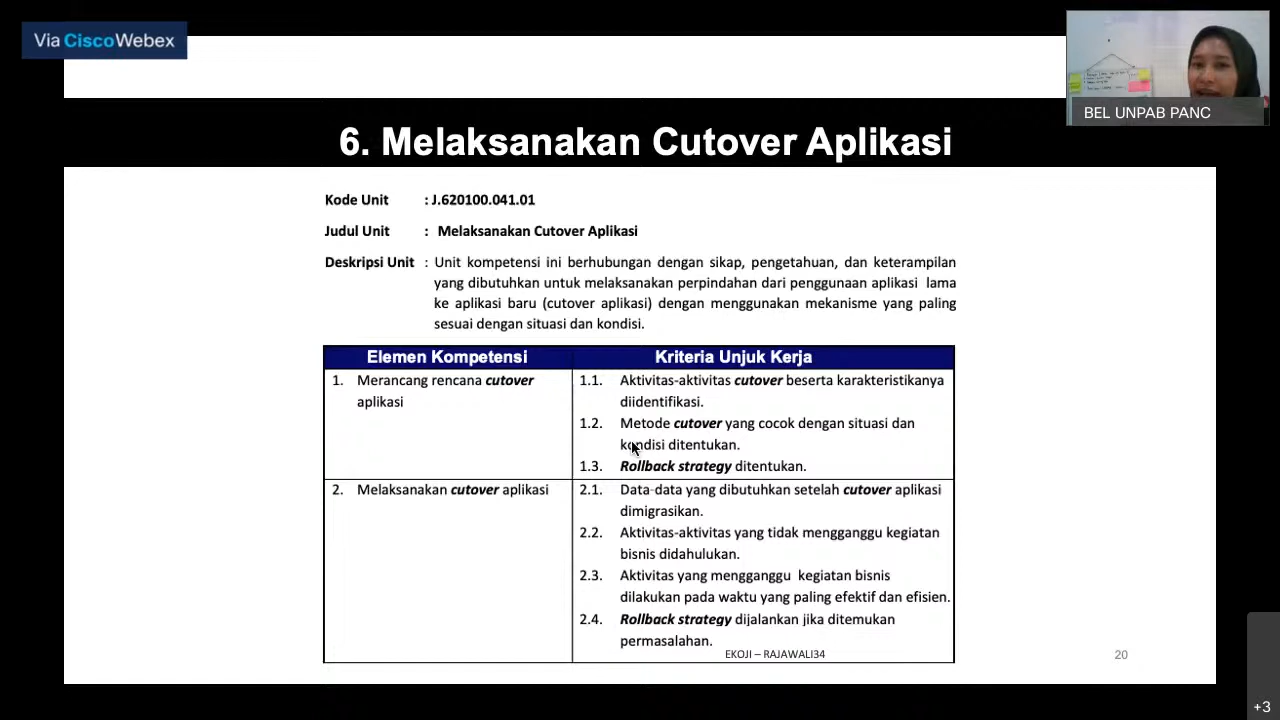 Via CiscoWebex
BEL UNPAB PANC
6. Melaksanakan Cutover Aplikasi
Kode Unit : J.620100.041.01
Judul Unit : Melaksanakan Cutover Aplikasi
Deskripsi Unit : Unit kompetensi ini berhubungan dengan sikap, pengetahuan, dan keterampilan
yang dibutuhkan untuk melaksanakan perpindahan dari penggunaan aplikasi lama
ke aplikasi baru (cutover aplikasi) dengan menggunakan mekanisme yang paling
sesuai dengan situasi dan kondisi.
Elemen Kompetensi Kriteria Unjuk Kerja
1. Merancang rencana cutover
aplikasi
1.1. Aktivitas-aktivitas cutover beserta karakteristikanya
diidentifikasi.
1.2. Metode cutover yang cocok dengan situasi dan
kondisi ditentukan.
1.3. Rollback strategy ditentukan.
2. Melaksanakan cutover aplikasi
2.1. Data-data yang dibutuhkan setelah cutover aplikasi
dimigrasikan.
2.2. Aktivitas-aktivitas yang tidak mengganggu kegiatan
bisnis didahulukan.
2.3. Aktivitas yang mengganggu kegiatan bisnis
dilakukan pada waktu yang paling efektif dan efisien.
2.4. Rollback strategy dijalankan jika ditemukan
permasalahan.
EKOJI – RAJAWALI34
20
+3